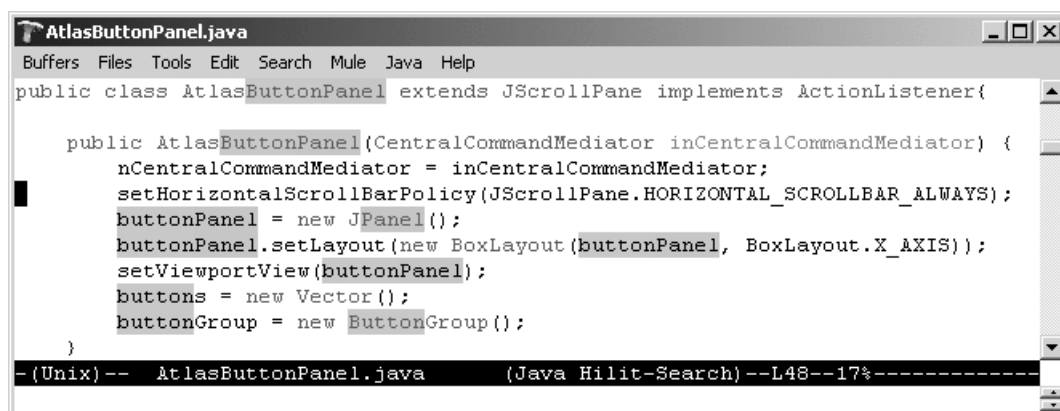 AtlasButtonPanel.java
Buffers Files Tools Edit Search Mule Java Help
public class AtlasButtonPanel extends JScrollPane implements ActionListener{
public AtlasButtonPanel(CentralCommandMediator inCentralCommandMediator) {
nCentralCommandMediator = inCentralCommandMediator;
setHorizontalScrollBarPolicy(JScrollPane.HORIZONTAL_SCROLLBAR_ALWAYS);
buttonPanel = new JPanel();
buttonPanel.setLayout(new BoxLayout(buttonPanel, BoxLayout.X_AXIS));
setViewportView(buttonPanel);
buttons = new Vector();
buttonGroup = new ButtonGroup();
}
-(Unix)-- AtlasButtonPanel.java (Java Hilit-Search)--L48--17%-------------